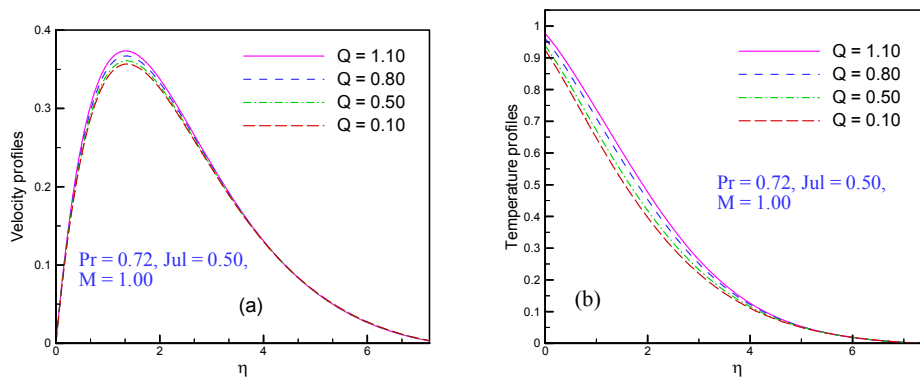 0.4
0.3
0.2
0.1
0
Velocity profiles
0
2
4
6
η
Q = 1.10
Q = 0.80
Q = 0.50
Q = 0.10
Pr = 0.72, Jul = 0.50,
M = 1.00
(a)
1.1
1
0.9
0.8
0.7
0.6
0.5
0.4
0.3
0.2
0.1
0
Temperature profiles
0
2
4
6
η
Q = 1.10
Q = 0.80
Q = 0.50
Q = 0.10
Pr = 0.72, Jul = 0.50,
M = 1.00
(b)